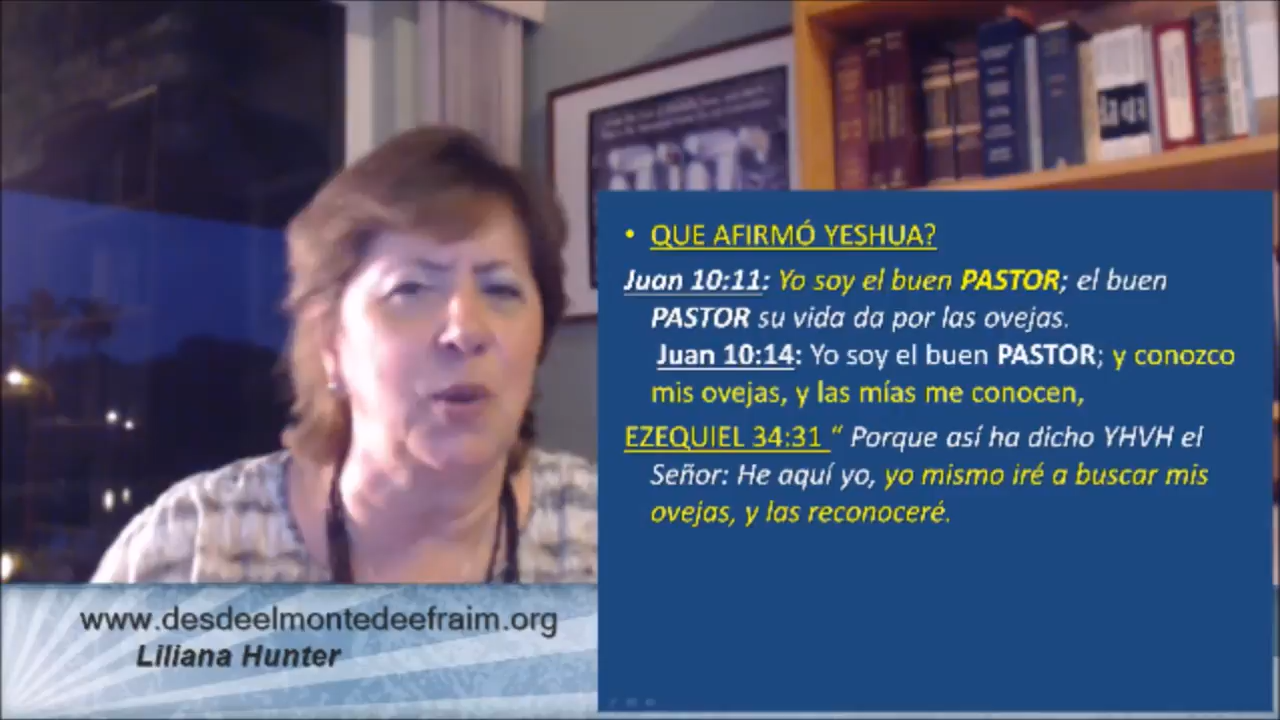 • QUE AFIRMÓ YESHUA?
Juan 10:11: Yo soy el buen PASTOR; el buen
PASTOR su vida da por las ovejas.
Juan 10:14: Yo soy el buen PASTOR; y conozco
mis ovejas, y las mías me conocen,
EZEQUIEL 34:31 “ Porque así ha dicho YHVH el
Señor: He aquí yo, yo mismo iré a buscar mis
ovejas, y las reconoceré.
www.desdeelmontedeefraim.org
Liliana Hunter